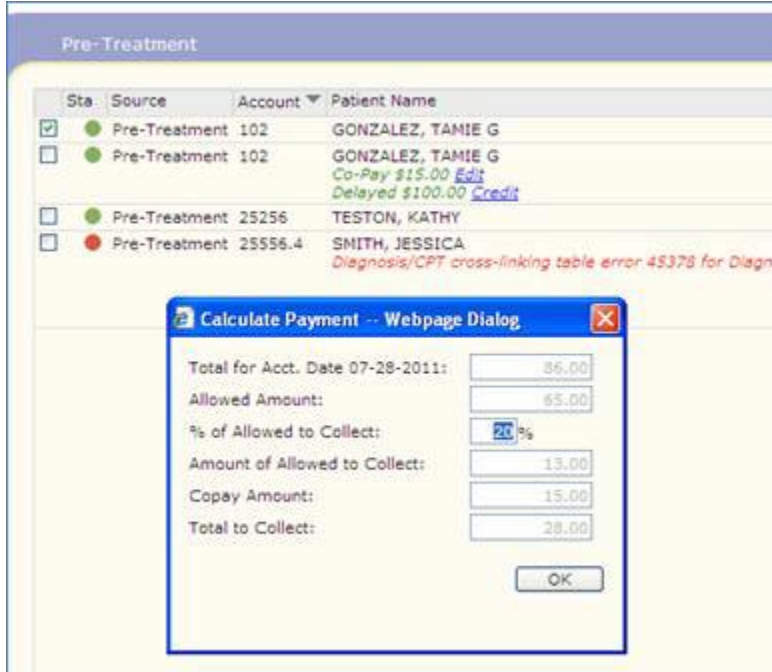 Pre-Treatment
Sta Source Account Patient Name
Pre-Treatment 102 GONZALEZ, TAMIE G
Pre-Treatment 102 GONZALEZ, TAMIE G
Co-Pay $15.00 Edit
Delayed $100.00 Credit
Pre-Treatment 25256 TESTON, KATHY
Pre-Treatment 25556.4 SMITH, JESSICA
Diagnosis/CPT cross-linking table error 45378 for Diagn
Calculate Payment -- Webpage Dialog
Total for Acct. Date 07-28-2011: 86.00
Allowed Amount: 65.00
% of Allowed to Collect: 20 %
Amount of Allowed to Collect: 13.00
Copay Amount: 15.00
Total to Collect: 28.00
OK